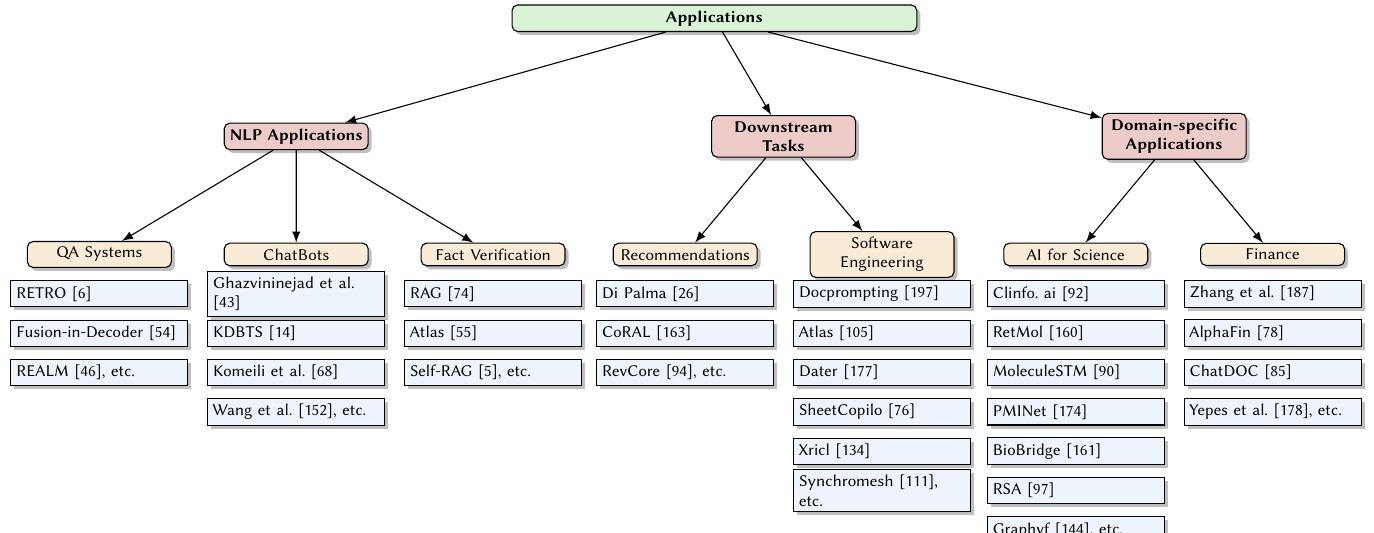 Applications
NLP Applications
Downstream
Tasks
Domain-specific
Applications
QA Systems
ChatBots
Fact Verification
Recommendations
Software
Engineering
AI for Science
Finance
RETRO [6]
Fusion-in-Decoder [54]
REALM [46], etc.
Ghazvininejad et al.
[43]
KDBTS [14]
Komeili et al. [68]
Wang et al. [152], etc.
RAG [74]
Atlas [55]
Self-RAG [5], etc.
Di Palma [26]
CoRAL [163]
RevCore [94], etc.
Docprompting [197]
Atlas [105]
Dater [177]
SheetCopilo [76]
Xricl [134]
Synchromesh [111],
etc.
Clinfo. ai [92]
RetMol [160]
MoleculeSTM [90]
PMINet [174]
BioBridge [161]
RSA [97]
Graphyf [144], etc.
Zhang et al. [187]
AlphaFin [78]
ChatDOC [85]
Yepes et al. [178], etc.